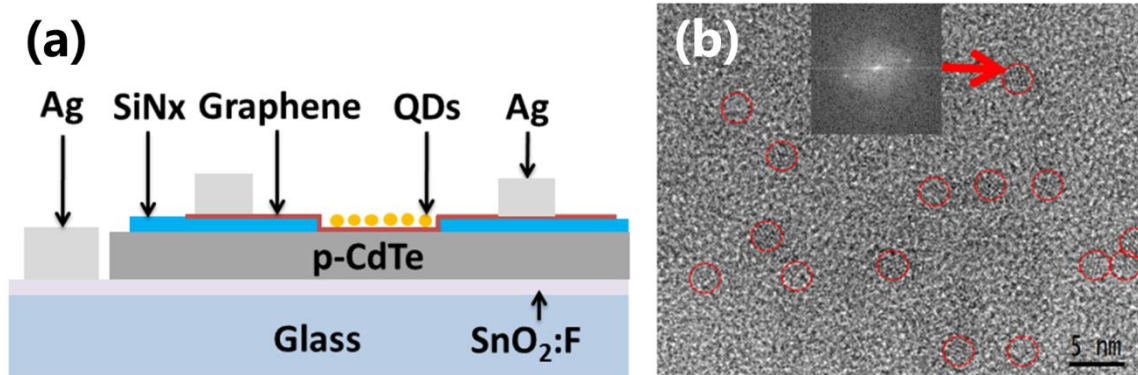 (a)
Ag SiNx Graphene QDs Ag
p-CdTe
Glass
SnO₂:F
(b)
5 nm